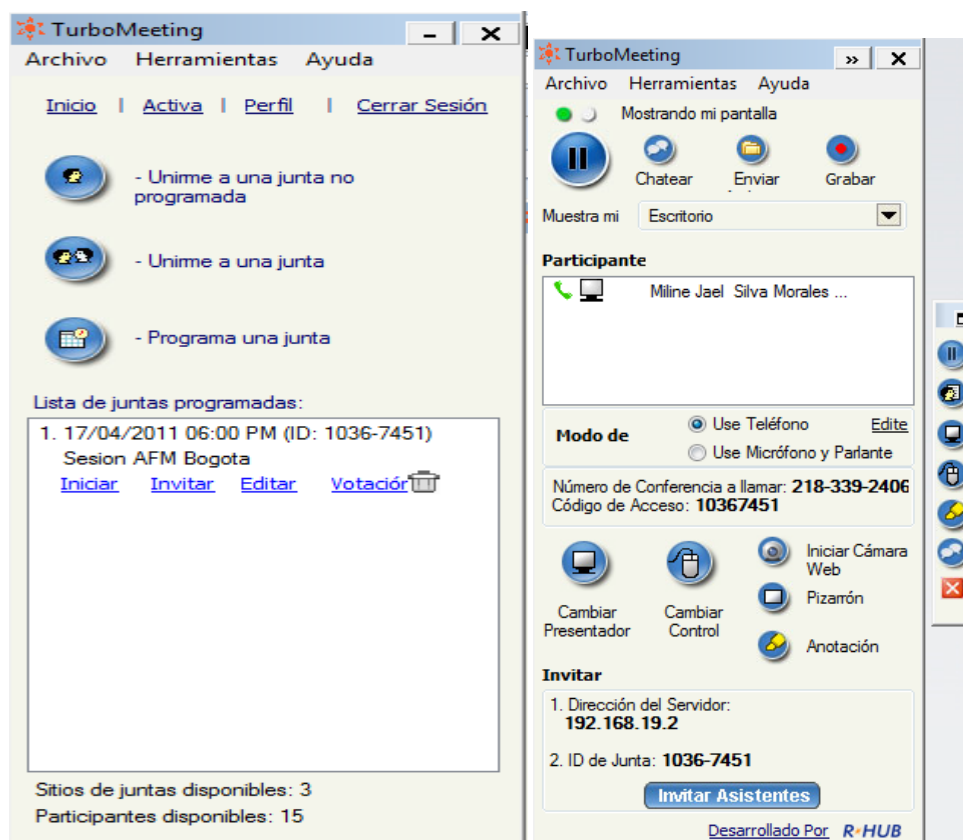 TurboMeeting
Archivo Herramientas Ayuda
Inicio | Activa | Perfil | Cerrar Sesión
- Unirme a una junta no
programada
- Unirme a una junta
- Programa una junta
Lista de juntas programadas:
1. 17/04/2011 06:00 PM (ID: 1036-7451)
Sesion AFM Bogota
Iniciar Invitar Editar Votación
Sitios de juntas disponibles: 3
Participantes disponibles: 15
TurboMeeting
Archivo Herramientas Ayuda
Mostrando mi pantalla
Chatear Enviar Grabar
Muestra mi Escritorio
Participante
Miline Jael Silva Morales ...
Modo de
Use Teléfono Edite
Use Micrófono y Parlante
Número de Conferencia a llamar: 218-339-2406
Código de Acceso: 10367451
Cambiar Presentador
Cambiar Control
Iniciar Cámara
Web
Pizarrón
Anotación
Invitar
1. Dirección del Servidor:
192.168.19.2
2. ID de Junta: 1036-7451
Invitar Asistentes
Desarrollado Por R-HUB